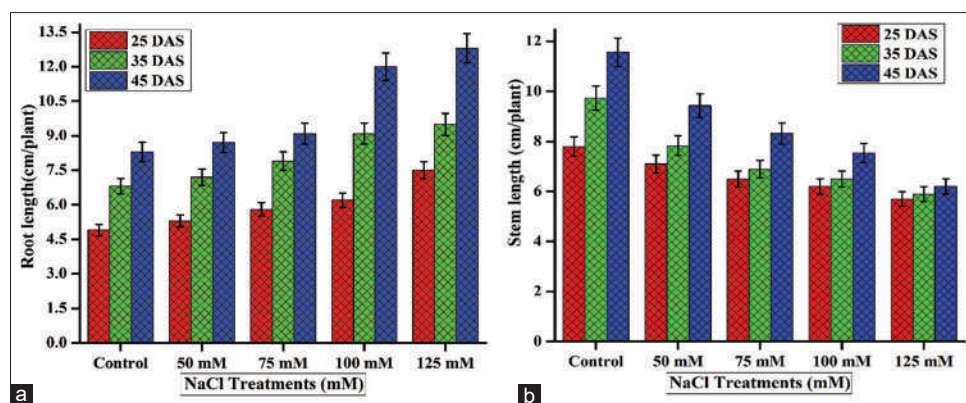 13.5
12.0
10.5
9.0
7.5
6.0
4.5
3.0
1.5
0.0
Root length(cm/plant)
25 DAS
35 DAS
45 DAS
Control
50 mM
75 mM
100 mM
125 mM
NaCl Treatments (mM)
a
12
10
8
6
4
2
0
Stem length (cm/plant)
25 DAS
35 DAS
45 DAS
Control
50 mM
75 mM
100 mM
125 mM
NaCl Treatments (mM)
b